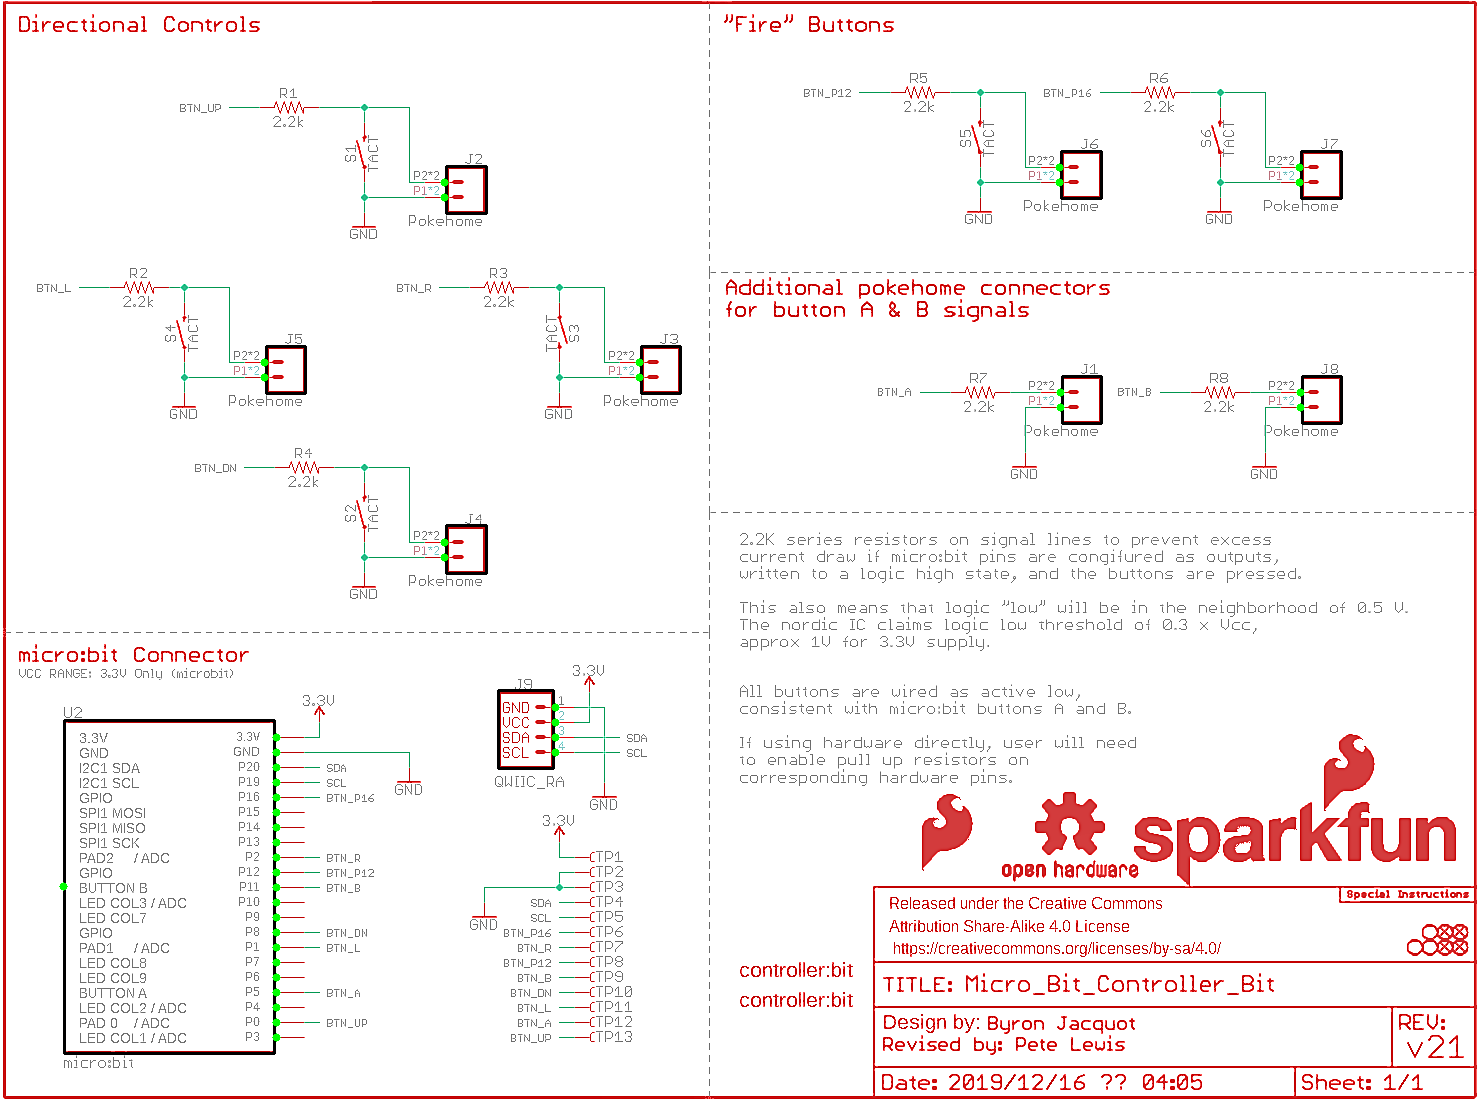 Directional Controls
BTN_UP
R1
2.2k
S1
TACT
J2
P2*2
P1*2
Pokehome
GND
BTN_L
R2
2.2k
S4
TACT
J5
P2*2
P1*2
Pokehome
GND
BTN_R
R3
2.2k
TACT
S3
J3
P2*2
P1*2
Pokehome
GND
BTN_DN
R4
2.2k
S2
TACT
J4
P2*2
P1*2
Pokehome
GND
"Fire" Buttons
BTN_P12
R5
2.2k
S5
TACT
J6
P2*2
P1*2
Pokehome
GND
BTN_P16
R6
2.2k
S6
TACT
J7
P2*2
P1*2
Pokehome
GND
Additional pokehome connectors
for button A & B signals
BTN_A
R7
2.2k
J1
P2*2
P1*2
Pokehome
GND
BTN_B
R8
2.2k
J8
P2*2
P1*2
Pokehome
GND
2.2K series resistors on signal lines to prevent excess
current draw if micro:bit pins are congifured as outputs,
written to a logic high state, and the buttons are pressed.
This also means that logic "low" will be in the neighborhood of 0.5 V.
The nordic IC claims logic low threshold of 0.3 x Vcc,
approx 1V for 3.3V supply.
All buttons are wired as active low,
consistent with micro:bit buttons A and B.
If using hardware directly, user will need
to enable pull up resistors on
corresponding hardware pins.
micro:bit Connector
VCC RANGE: 3.3V Only (microbit)
U2
3.3V
3.3V 3.3V
GND GND
I2C1 SDA P20 SDA
I2C1 SCL P19 SCL
GPIO P16 BTN_P16
SPI1 MOSI P15
SPI1 MISO P14
SPI1 SCK P13
PAD2 / ADC P2 BTN_R
GPIO P12 BTN_P12
BUTTON B P11 BTN_B
LED COL3 / ADC P10
LED COL7 P9
GPIO P8 BTN_DN
PAD1 / ADC P1 BTN_L
LED COL8 P7
LED COL9 P6
BUTTON A P5 BTN_A
LED COL2 / ADC P4
PAD 0 / ADC P0 BTN_UP
LED COL1 / ADC P3
micro:bit
GND
J9
3.3V
GND 1
VCC 2
SDA 3 SDA
SCL 4 SCL
QWIIC_RA
GND
3.3V
TP1
TP2
TP3
GND
SDA TP4
SCL TP5
BTN_P16 TP6
BTN_R TP7
BTN_P12 TP8
BTN_B TP9
BTN_DN TP10
BTN_L TP11
BTN_A TP12
BTN_UP TP13
open hardware
sparkfun
Special Instructions
Released under the Creative Commons
Attribution Share-Alike 4.0 License
https://creativecommons.org/licenses/by-sa/4.0/
controller:bit
controller:bit
TITLE: Micro_Bit_Controller_Bit
Design by: Byron Jacquot
Revised by: Pete Lewis
REV:
v21
Date: 2019/12/16 ?? 04:05
Sheet: 1/1